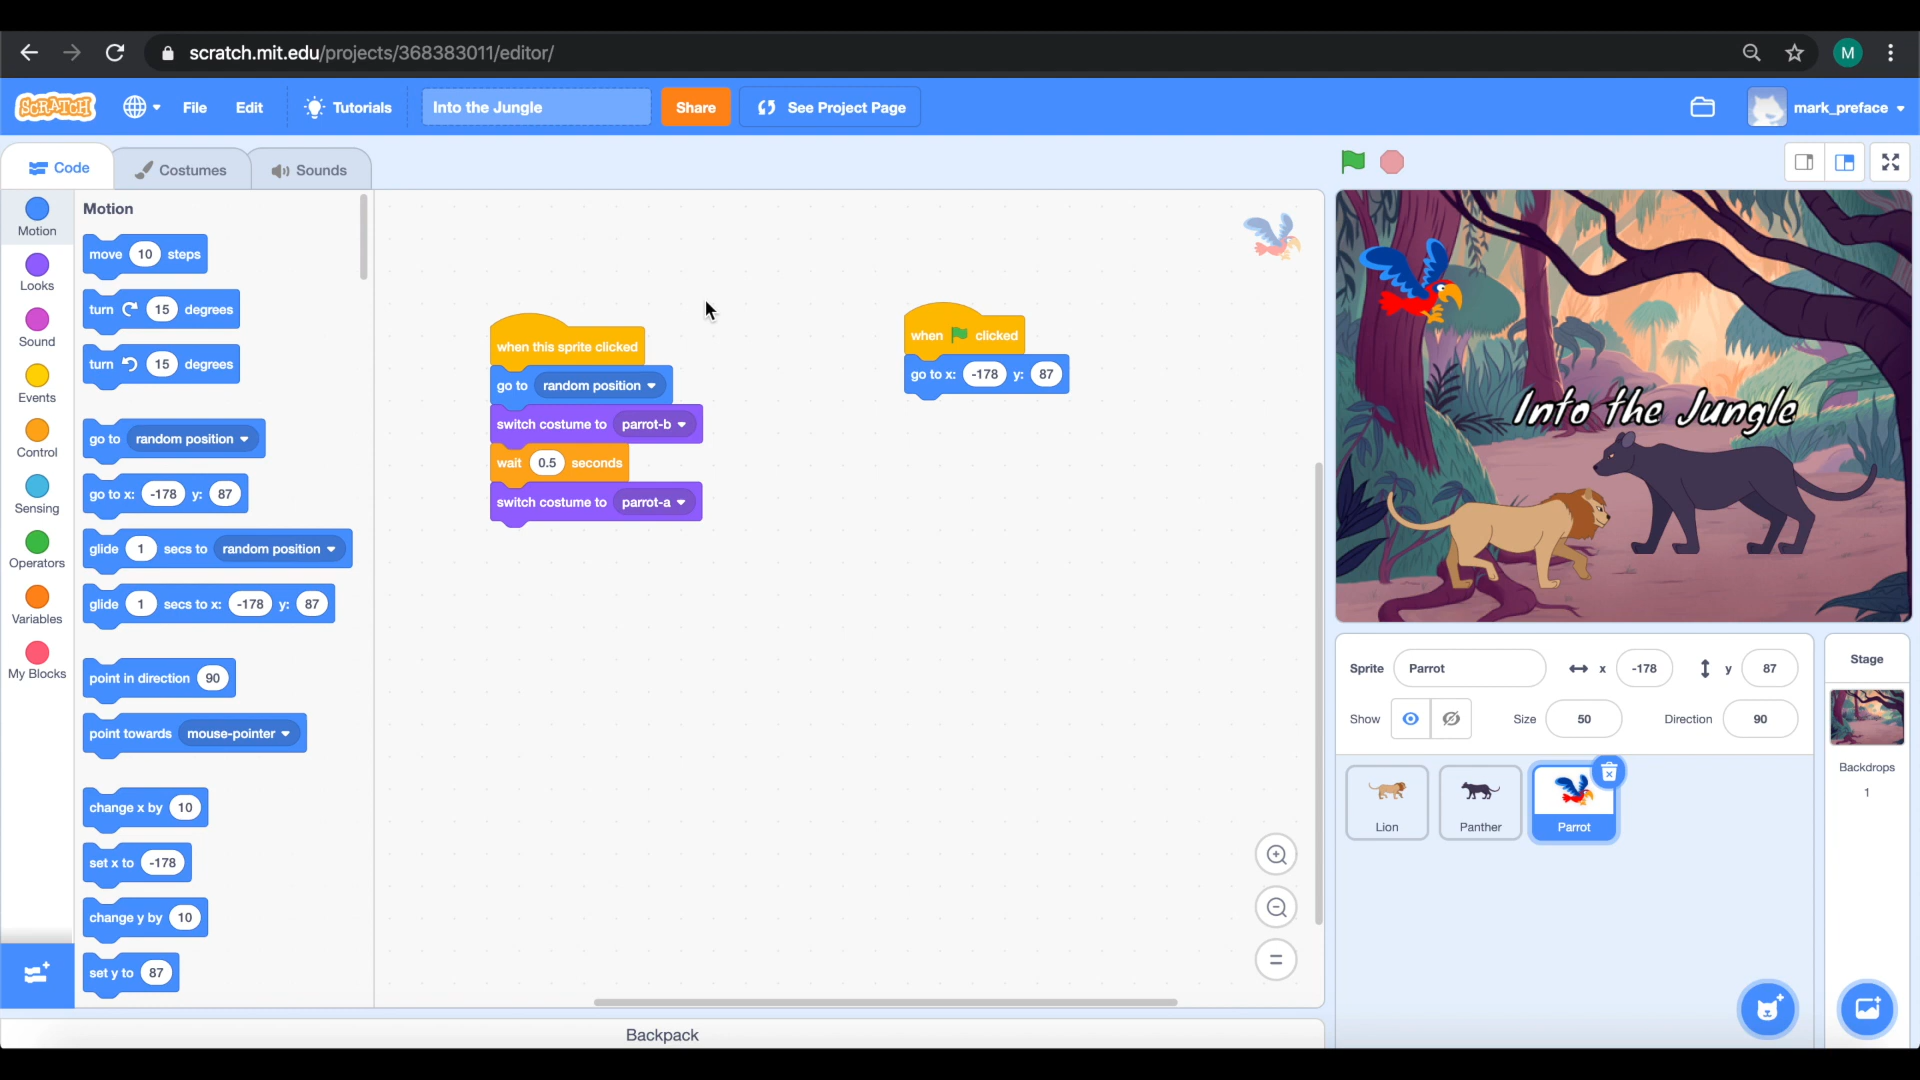 scratch.mit.edu/projects/368383011/editor/
M
SCRATCH
File
Edit
Tutorials
Into the Jungle
Share
See Project Page
mark_preface
Code
Costumes
Sounds
Motion
Looks
Sound
Events
Control
Sensing
Operators
Variables
My Blocks
Motion
move 10 steps
turn 15 degrees
turn 15 degrees
go to random position
go to x: -178 y: 87
glide 1 secs to random position
glide 1 secs to x: -178 y: 87
point in direction 90
point towards mouse-pointer
change x by 10
set x to -178
change y by 10
set y to 87
when this sprite clicked
go to random position
switch costume to parrot-b
wait 0.5 seconds
switch costume to parrot-a
when clicked
go to x: -178 y: 87
Backpack
Into the Jungle
Sprite Parrot x -178 y 87
Show Size 50 Direction 90
Lion
Panther
Parrot
Stage
Backdrops
1